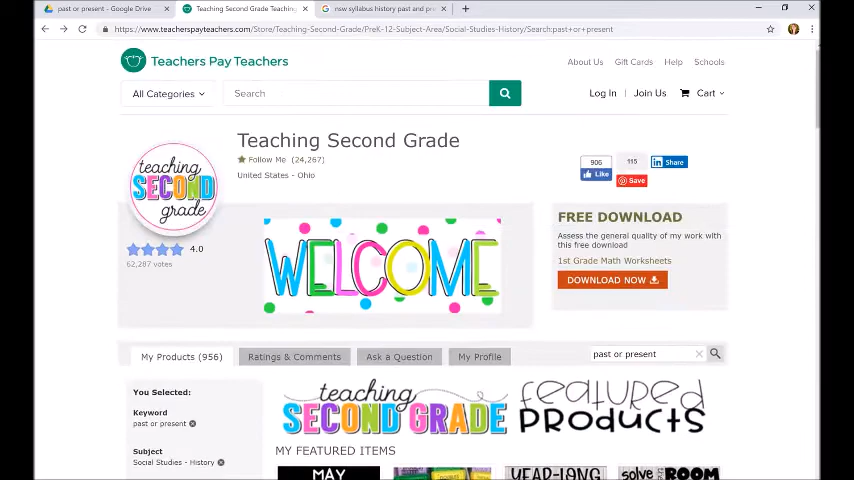 past or present - Google Drive
Teaching Second Grade Teaching
nsw syllabus history past and pre
https://www.teacherspayteachers.com/Store/Teaching-Second-Grade/PreK-12-Subject-Area/Social-Studies-History/Search:past+or+present
Teachers Pay Teachers
About Us Gift Cards Help Schools
All Categories Search Log In Join Us Cart
Teaching Second Grade
Follow Me (24,267)
United States - Ohio
906 115
Like Share
Save
teaching
SECOND
grade
4.0
62,287 votes
WELCOME
FREE DOWNLOAD
Assess the general quality of my work with
this free download
1st Grade Math Worksheets
DOWNLOAD NOW
My Products (956) Ratings & Comments Ask a Question My Profile past or present
You Selected:
Keyword
past or present
Subject
Social Studies - History
teaching
SECOND GRADE
featured
PRODUCTS
MY FEATURED ITEMS
MAY
YEAR-LONG
solve the ROOM